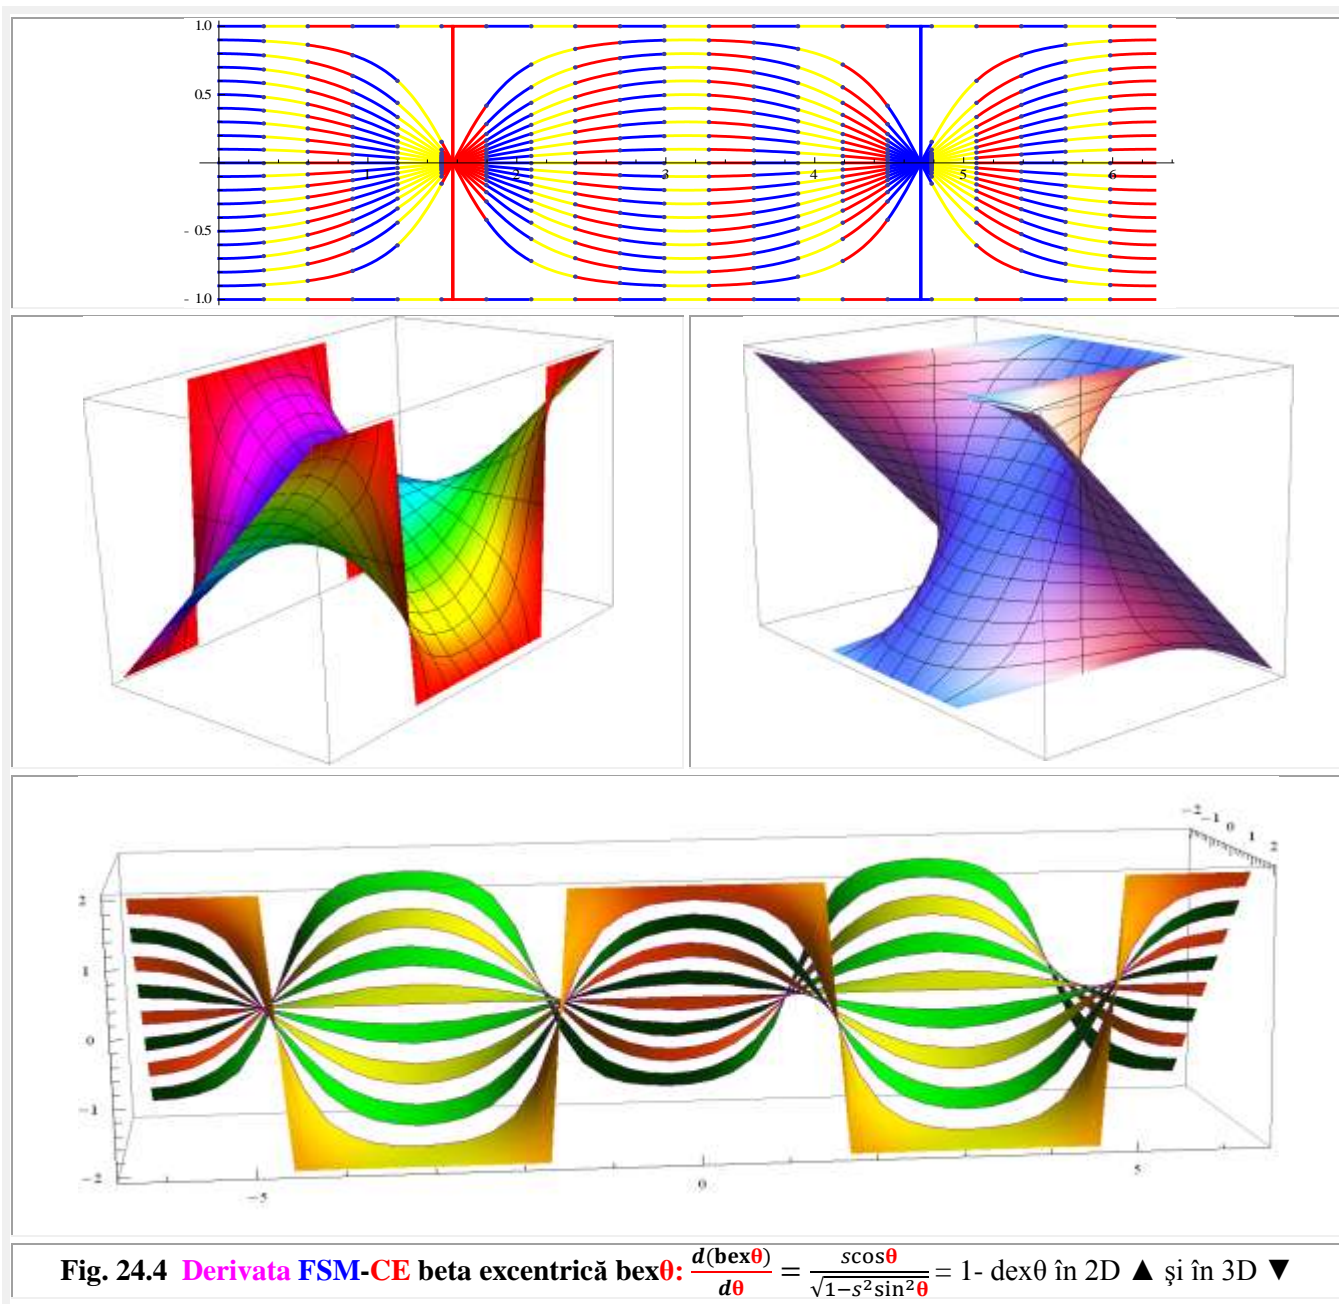 1.0
0.5
2 3 4 5 6
- 0.5
- 1.0
-2 -1 0 1 2
2
1
0
-1
-2
-5 0 5
Fig. 24.4 Derivata FSM-CE beta excentrică bexθ: d(bexθ)/dθ = scosθ/√1−s²sin²θ = 1- dexθ în 2D ▲ şi în 3D ▼